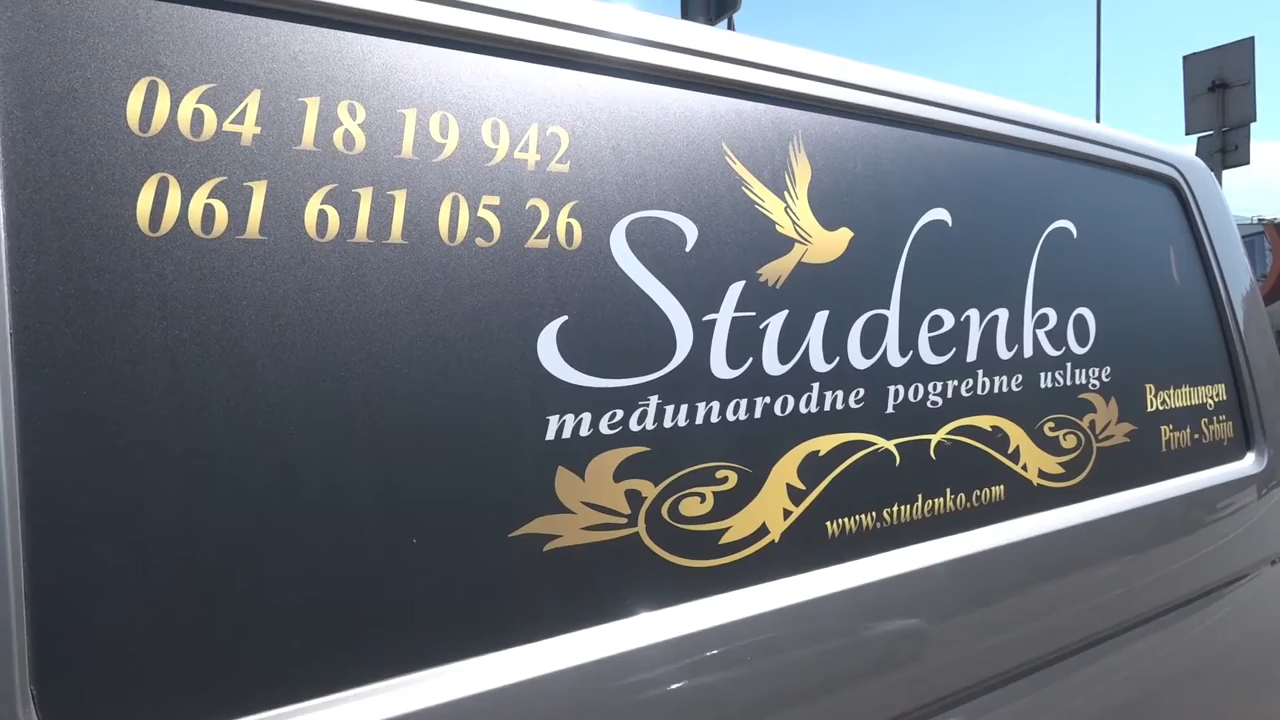 064 18 19 942
061 611 05 26
Studenko
međunarodne pogrebne usluge
Bestattungen
Pirot - Srbija
www.studenko.com